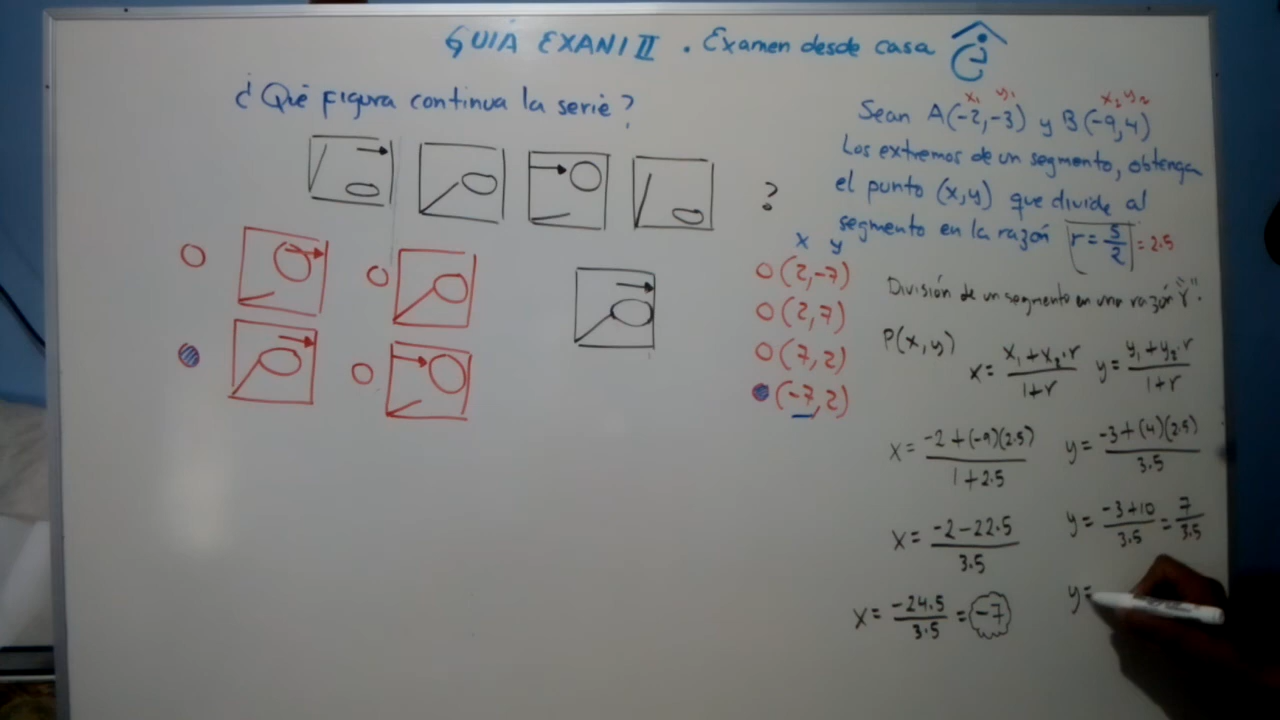 GUIA EXANI II . Examen desde casa
¿Qué figura continua la serie?
?
x₁ y₁ x₂ y₂
Sean A(-2,-3) y B(-9,4)
Los extremos de un segmento, obtenga
el punto (x,y) que divide al
segmento en la razón r = 5/2 = 2.5
x y
(2,-7)
(2,7)
(7,2)
(-7,2)
División de un segmento en una razón "r".
P(x,y)
x = (x₁+x₂·r)/(1+r) y = (y₁+y₂·r)/(1+r)
x = (-2+(-9)(2.5))/(1+2.5) y = (-3+(4)(2.5))/3.5
x = (-2-22.5)/3.5 y = (-3+10)/3.5 = 7/3.5
x = -24.5/3.5 = -7 y =